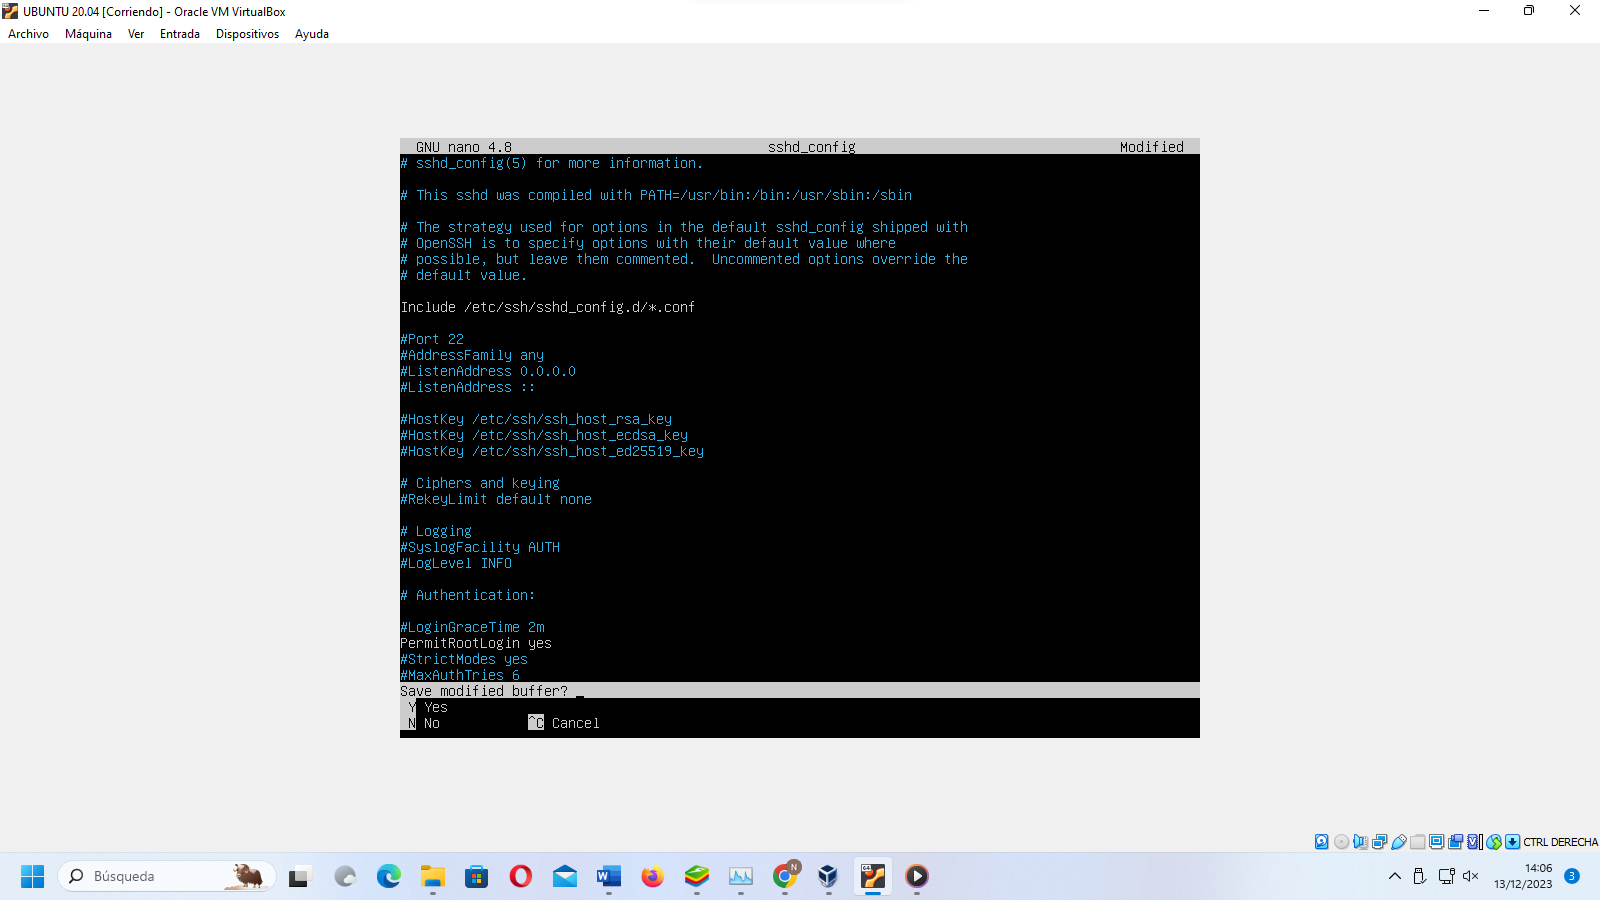 UBUNTU 20.04 [Corriendo] - Oracle VM VirtualBox
Archivo Máquina Ver Entrada Dispositivos Ayuda
GNU nano 4.8 sshd_config Modified
# sshd_config(5) for more information.
# This sshd was compiled with PATH=/usr/bin:/bin:/usr/sbin:/sbin
# The strategy used for options in the default sshd_config shipped with
# OpenSSH is to specify options with their default value where
# possible, but leave them commented.  Uncommented options override the
# default value.
Include /etc/ssh/sshd_config.d/*.conf
#Port 22
#AddressFamily any
#ListenAddress 0.0.0.0
#ListenAddress ::
#HostKey /etc/ssh/ssh_host_rsa_key
#HostKey /etc/ssh/ssh_host_ecdsa_key
#HostKey /etc/ssh/ssh_host_ed25519_key
# Ciphers and keying
#RekeyLimit default none
# Logging
#SyslogFacility AUTH
#LogLevel INFO
# Authentication:
#LoginGraceTime 2m
PermitRootLogin yes
#StrictModes yes
#MaxAuthTries 6
Save modified buffer?
Y Yes
N No ^C Cancel
CTRL DERECHA
Búsqueda
N
14:06
13/12/2023
3